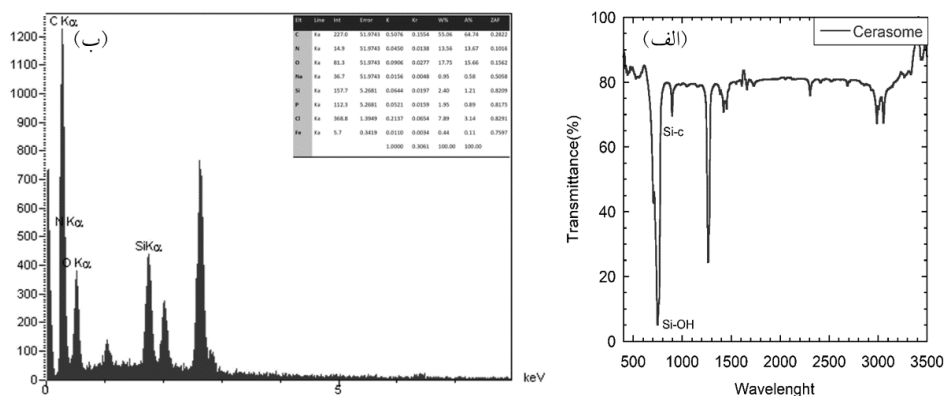 C Kα
(ب)
1200
1100
1000
900
800
700
600
500
400
300
200
100
0
N Kα
O Kα
SiKα
0
5
keV
Elt Line Int Error K Kr W% A% ZAF
C Ka 227.0 51.9743 0.5076 0.1554 55.06 64.74 0.2822
N Ka 14.9 51.9743 0.0450 0.0138 13.56 13.67 0.1016
O Ka 81.3 51.9743 0.0906 0.0277 17.75 15.66 0.1562
Na Ka 36.7 51.9743 0.0156 0.0048 0.95 0.58 0.5058
Si Ka 157.7 5.2681 0.0644 0.0197 2.40 1.21 0.8209
P Ka 112.3 5.2681 0.0521 0.0159 1.95 0.89 0.8175
Cl Ka 368.8 1.3949 0.2137 0.0654 7.89 3.14 0.8291
Fe Ka 5.7 0.3419 0.0110 0.0034 0.44 0.11 0.7597
1.0000 0.3061 100.00 100.00
(الف)
Cerasome
Transmittance(%)
100
80
60
40
20
0
Si-c
Si-OH
500 1000 1500 2000 2500 3000 3500
Wavelenght